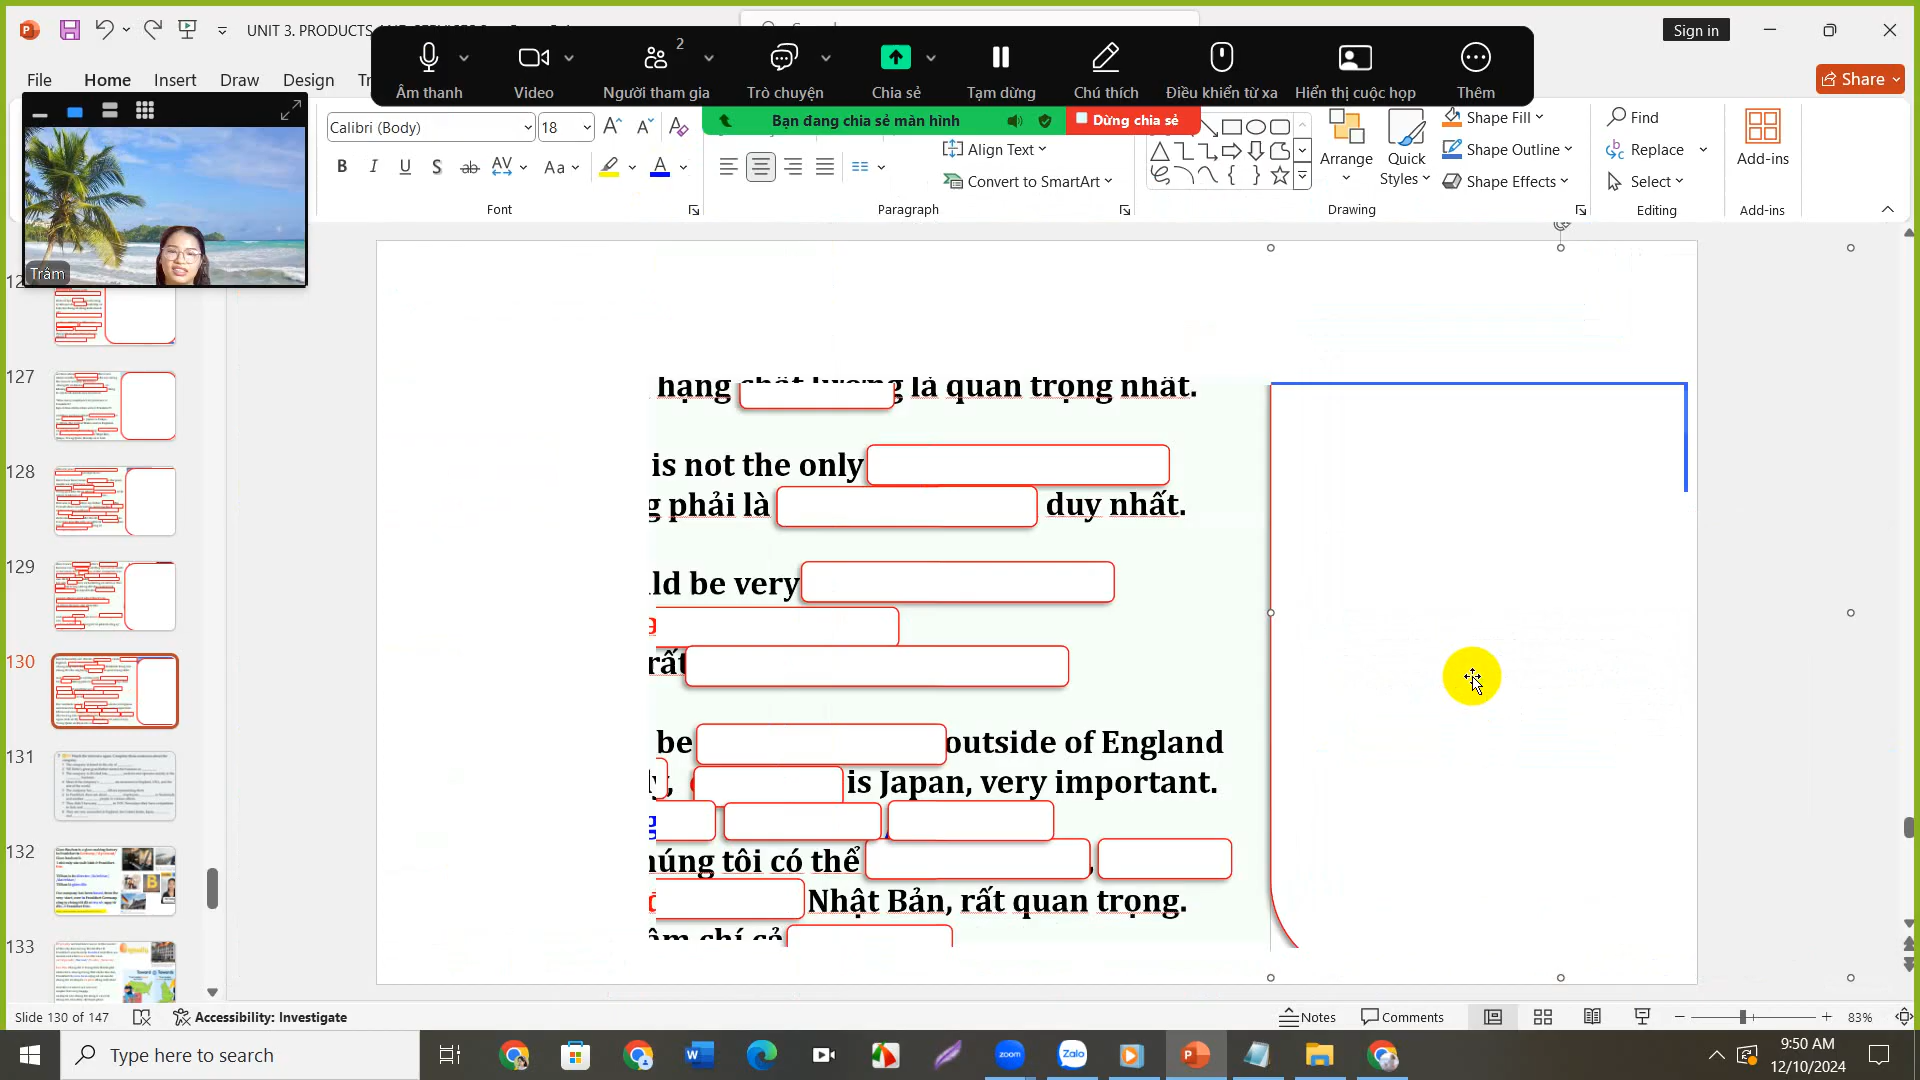 UNIT 3. PRODUCTS
Sign in
File
Home
Insert
Draw
Design
Share
Âm thanh
Video
2
Người tham gia
Trò chuyện
Chia sẻ
Tạm dừng
Chú thích
Điều khiển từ xa
Hiển thị cuộc họp
Thêm
Bạn đang chia sẻ màn hình
Dừng chia sẻ
Calibri (Body)
18
Align Text
Convert to SmartArt
Arrange
Quick
Styles
Shape Fill
Shape Outline
Shape Effects
Find
Replace
Select
Add-ins
Font
Paragraph
Drawing
Editing
Add-ins
Trâm
127
128
129
130
131
132
133
hạng chất lượng là quan trọng nhất.
is not the only
phải là duy nhất.
be very
rất
be outside of England
is Japan, very important.
tôi có thể ,
Nhật Bản, rất quan trọng.
Slide 130 of 147
Accessibility: Investigate
Notes
Comments
83%
Type here to search
zoom
Zalo
9:50 AM
12/10/2024